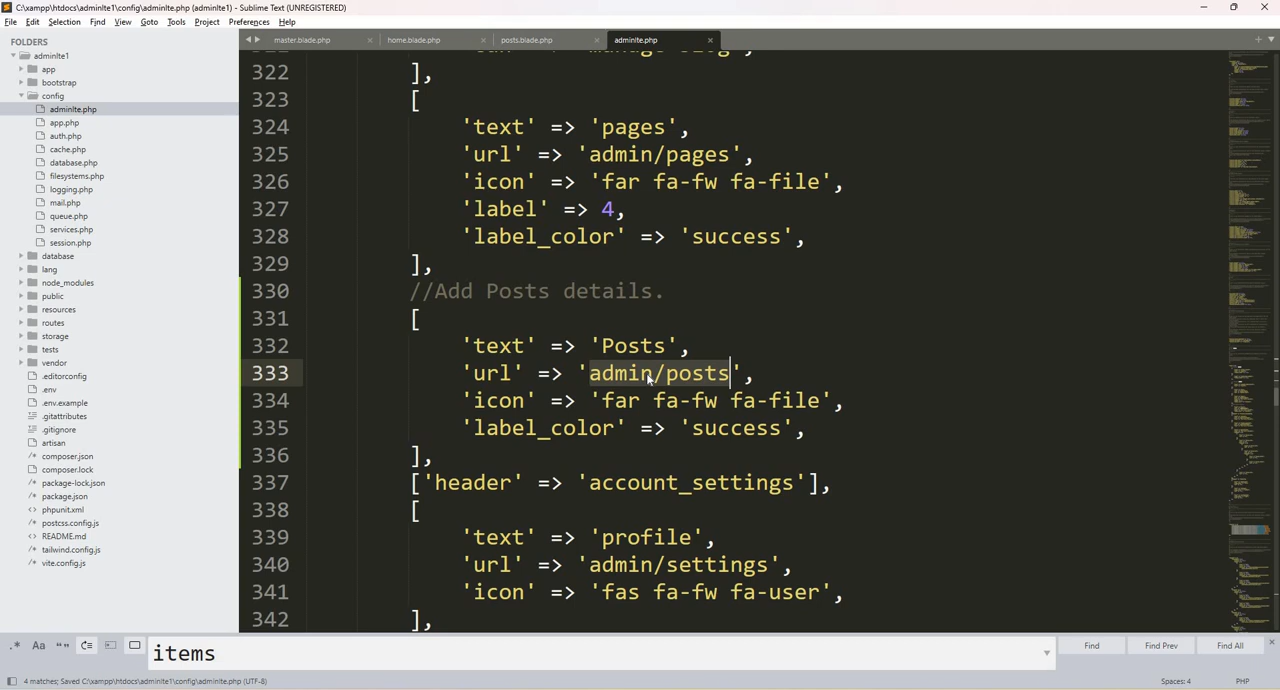 C:\xampp\htdocs\adminlte1\config\adminlte.php (adminlte1) - Sublime Text (UNREGISTERED)
File Edit Selection Find View Goto Tools Project Preferences Help
FOLDERS
adminlte1
app
bootstrap
config
adminlte.php
app.php
auth.php
cache.php
database.php
filesystems.php
logging.php
mail.php
queue.php
services.php
session.php
database
lang
node_modules
public
resources
routes
storage
tests
vendor
.editorconfig
.env
.env.example
.gitattributes
.gitignore
artisan
composer.json
composer.lock
package-lock.json
package.json
phpunit.xml
postcss.config.js
README.md
tailwind.config.js
vite.config.js
master.blade.php home.blade.php posts.blade.php adminlte.php
322 ],
323 [
324 'text' => 'pages',
325 'url' => 'admin/pages',
326 'icon' => 'far fa-fw fa-file',
327 'label' => 4,
328 'label_color' => 'success',
329 ],
330 //Add Posts details.
331 [
332 'text' => 'Posts',
333 'url' => 'admin/posts',
334 'icon' => 'far fa-fw fa-file',
335 'label_color' => 'success',
336 ],
337 ['header' => 'account_settings'],
338 [
339 'text' => 'profile',
340 'url' => 'admin/settings',
341 'icon' => 'fas fa-fw fa-user',
342 ],
.* Aa “” items Find Find Prev Find All
4 matches; Saved C:\xampp\htdocs\adminlte1\config\adminlte.php (UTF-8) Spaces: 4 PHP